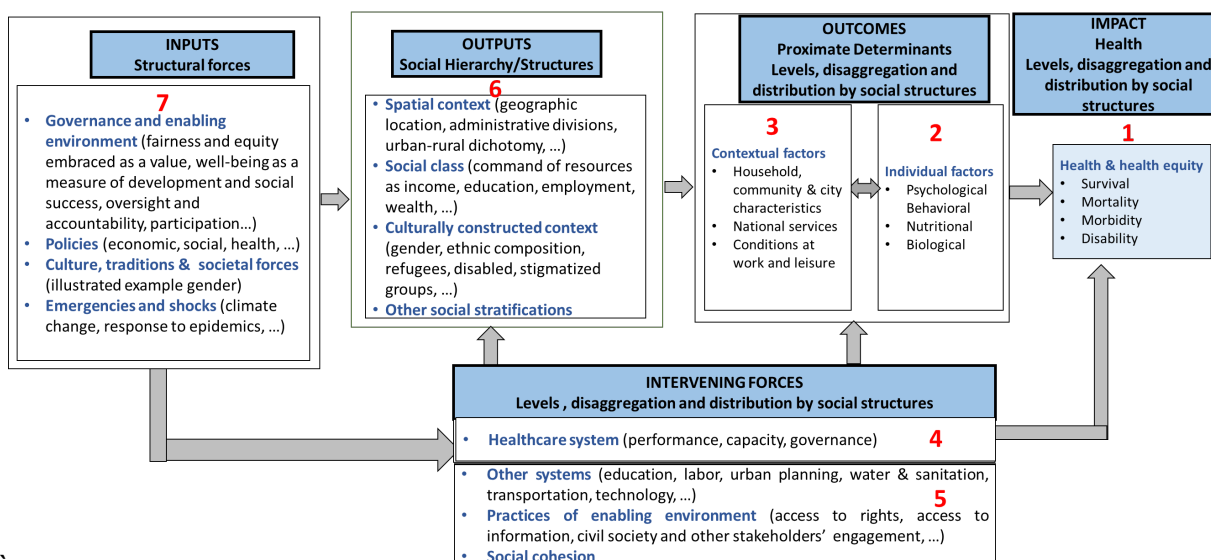 INPUTS
Structural forces
7
• Governance and enabling
environment (fairness and equity
embraced as a value, well-being as a
measure of development and social
success, oversight and
accountability, participation...)
• Policies (economic, social, health, ...)
• Culture, traditions & societal forces
(illustrated example gender)
• Emergencies and shocks (climate
change, response to epidemics, ...)
OUTPUTS
Social Hierarchy/Structures
6
• Spatial context (geographic
location, administrative divisions,
urban-rural dichotomy, ...)
• Social class (command of resources
as income, education, employment,
wealth, ...)
• Culturally constructed context
(gender, ethnic composition,
refugees, disabled, stigmatized
groups, ...)
• Other social stratifications
OUTCOMES
Proximate Determinants
Levels, disaggregation and
distribution by social structures
3
Contextual factors
• Household,
community & city
characteristics
• National services
• Conditions at
work and leisure
2
Individual factors
• Psychological
Behavioral
• Nutritional
• Biological
IMPACT
Health
Levels, disaggregation and
distribution by social
structures
1
Health & health equity
• Survival
• Mortality
• Morbidity
• Disability
INTERVENING FORCES
Levels , disaggregation and distribution by social structures
• Healthcare system (performance, capacity, governance)
4
• Other systems (education, labor, urban planning, water & sanitation,
transportation, technology, ...)
5
• Practices of enabling environment (access to rights, access to
information, civil society and other stakeholders' engagement, ...)
• Social cohesion